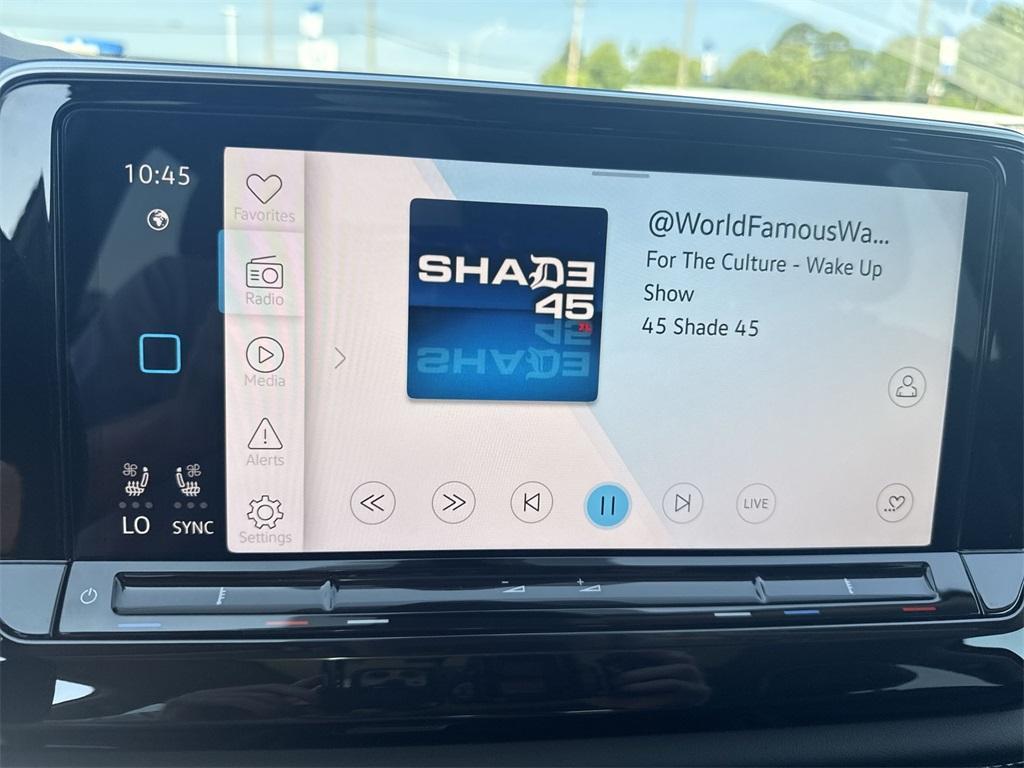 10:45
Favorites
Radio
Media
Alerts
Settings
SHADE
45
@WorldFamousWa...
For The Culture - Wake Up
Show
45 Shade 45
LIVE
LO
SYNC